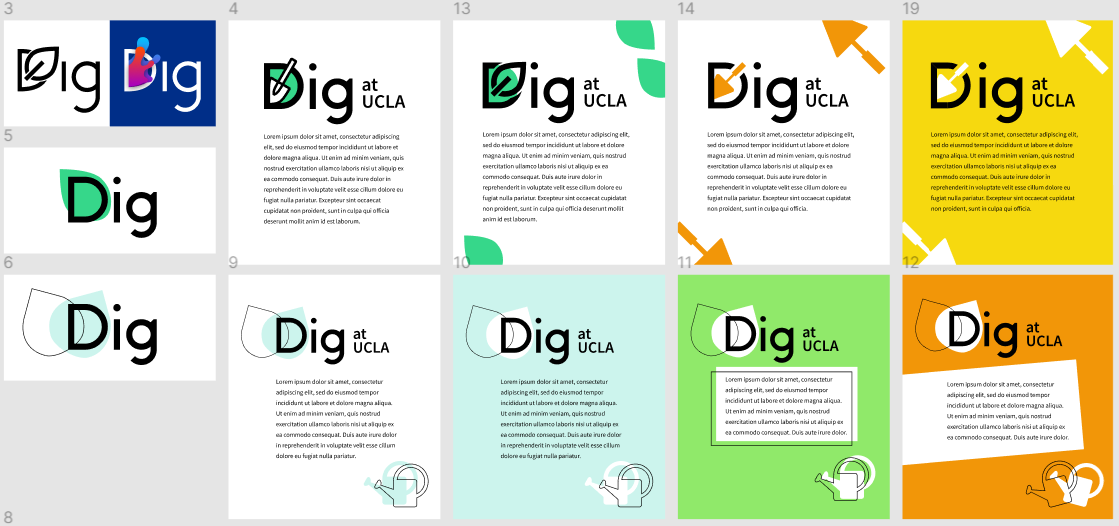 3
4
13
14
19
Dig
Dig
Dig at
UCLA
Lorem ipsum dolor sit amet, consectetur adipiscing
elit, sed do eiusmod tempor incididunt ut labore et
dolore magna aliqua. Ut enim ad minim veniam, quis
nostrud exercitation ullamco laboris nisi ut aliquip ex
ea commodo consequat. Duis aute irure dolor in
reprehenderit in voluptate velit esse cillum dolore eu
fugiat nulla pariatur. Excepteur sint occaecat
cupidatat non proident, sunt in culpa qui officia
deserunt mollit anim id est laborum.
Dig at
UCLA
Lorem ipsum dolor sit amet, consectetur adipiscing elit,
sed do eiusmod tempor incididunt ut labore et dolore
magna aliqua. Ut enim ad minim veniam, quis nostrud
exercitation ullamco laboris nisi ut aliquip ex ea
commodo consequat. Duis aute irure dolor in
reprehenderit in voluptate velit esse cillum dolore eu
fugiat nulla pariatur. Excepteur sint occaecat cupidatat
non proident, sunt in culpa qui officia deserunt mollit
anim id est laborum.
Dig at
UCLA
Lorem ipsum dolor sit amet, consectetur adipiscing elit,
sed do eiusmod tempor incididunt ut labore et dolore
magna aliqua. Ut enim ad minim veniam, quis nostrud
exercitation ullamco laboris nisi ut aliquip ex ea
commodo consequat. Duis aute irure dolor in
reprehenderit in voluptate velit esse cillum dolore eu
fugiat nulla pariatur. Excepteur sint occaecat cupidatat
non proident, sunt in culpa qui officia.
Dig at
UCLA
Lorem ipsum dolor sit amet, consectetur adipiscing elit,
sed do eiusmod tempor incididunt ut labore et dolore
magna aliqua. Ut enim ad minim veniam, quis nostrud
exercitation ullamco laboris nisi ut aliquip ex ea
commodo consequat. Duis aute irure dolor in
reprehenderit in voluptate velit esse cillum dolore eu
fugiat nulla pariatur. Excepteur sint occaecat cupidatat
non proident, sunt in culpa qui officia.
5
Dig
6
9
10
11
12
Dig
Dig at
UCLA
Lorem ipsum dolor sit amet, consectetur
adipiscing elit, sed do eiusmod tempor
incididunt ut labore et dolore magna aliqua.
Ut enim ad minim veniam, quis nostrud
exercitation ullamco laboris nisi ut aliquip ex
ea commodo consequat. Duis aute irure dolor
in reprehenderit in voluptate velit esse cillum
dolore eu fugiat nulla pariatur.
Dig at
UCLA
Lorem ipsum dolor sit amet, consectetur
adipiscing elit, sed do eiusmod tempor
incididunt ut labore et dolore magna aliqua.
Ut enim ad minim veniam, quis nostrud
exercitation ullamco laboris nisi ut aliquip ex
ea commodo consequat. Duis aute irure dolor
in reprehenderit in voluptate velit esse cillum
dolore eu fugiat nulla pariatur.
Dig at
UCLA
Lorem ipsum dolor sit amet, consectetur
adipiscing elit, sed do eiusmod tempor
incididunt ut labore et dolore magna aliqua.
Ut enim ad minim veniam, quis nostrud
exercitation ullamco laboris nisi ut aliquip ex
ea commodo consequat. Duis aute irure dolor.
Dig at
UCLA
Lorem ipsum dolor sit amet, consectetur
adipiscing elit, sed do eiusmod tempor
incididunt ut labore et dolore magna aliqua.
Ut enim ad minim veniam, quis nostrud
exercitation ullamco laboris nisi ut aliquip ex
ea commodo consequat. Duis aute irure dolor.
8